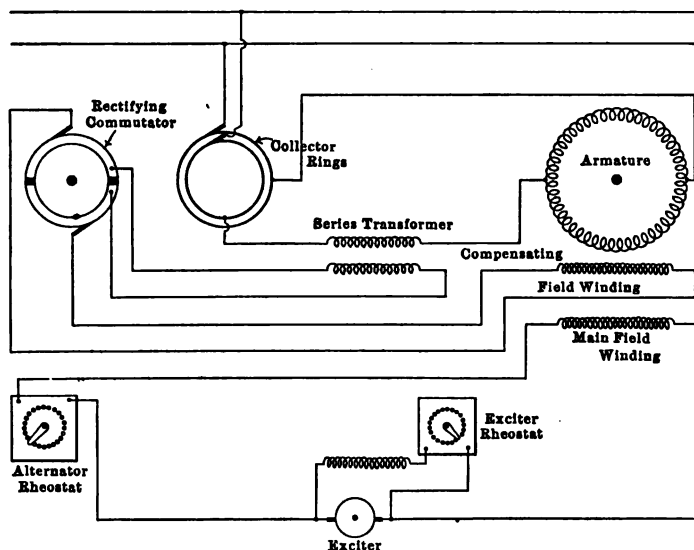 Rectifying
Commutator
Collector
Rings
Armature
Series Transformer
Compensating
Field Winding
Main Field
Winding
Exciter
Rheostat
Alternator
Rheostat
Exciter